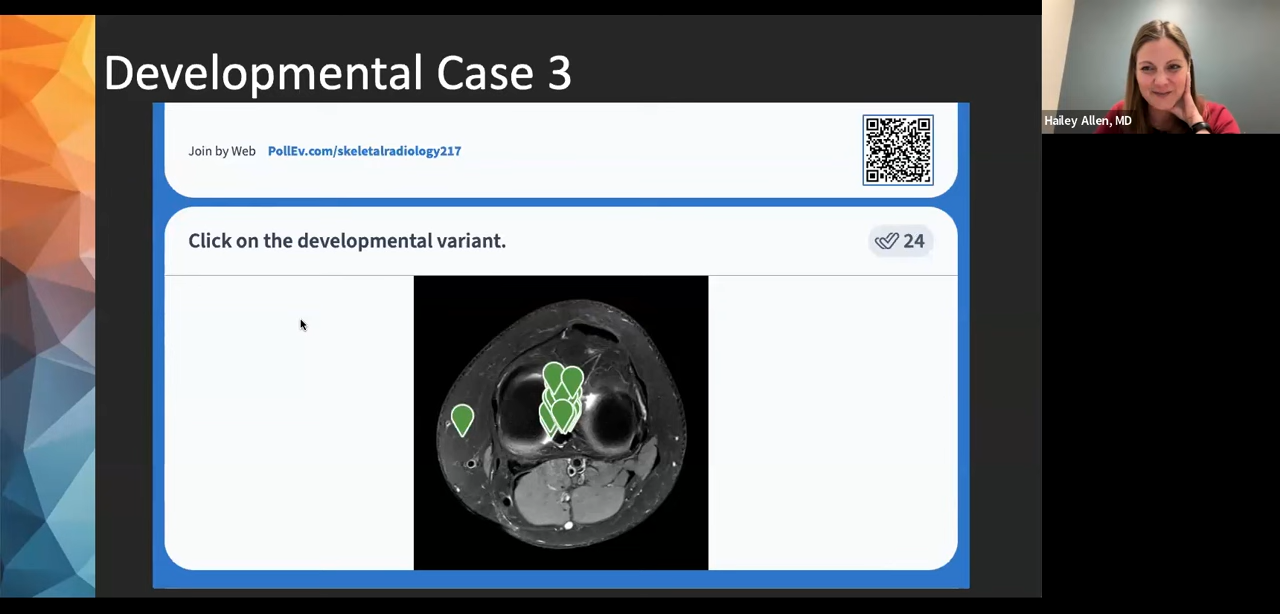 Developmental Case 3
Hailey Allen, MD
Join by Web PollEv.com/skeletalradiology217
Click on the developmental variant.
24